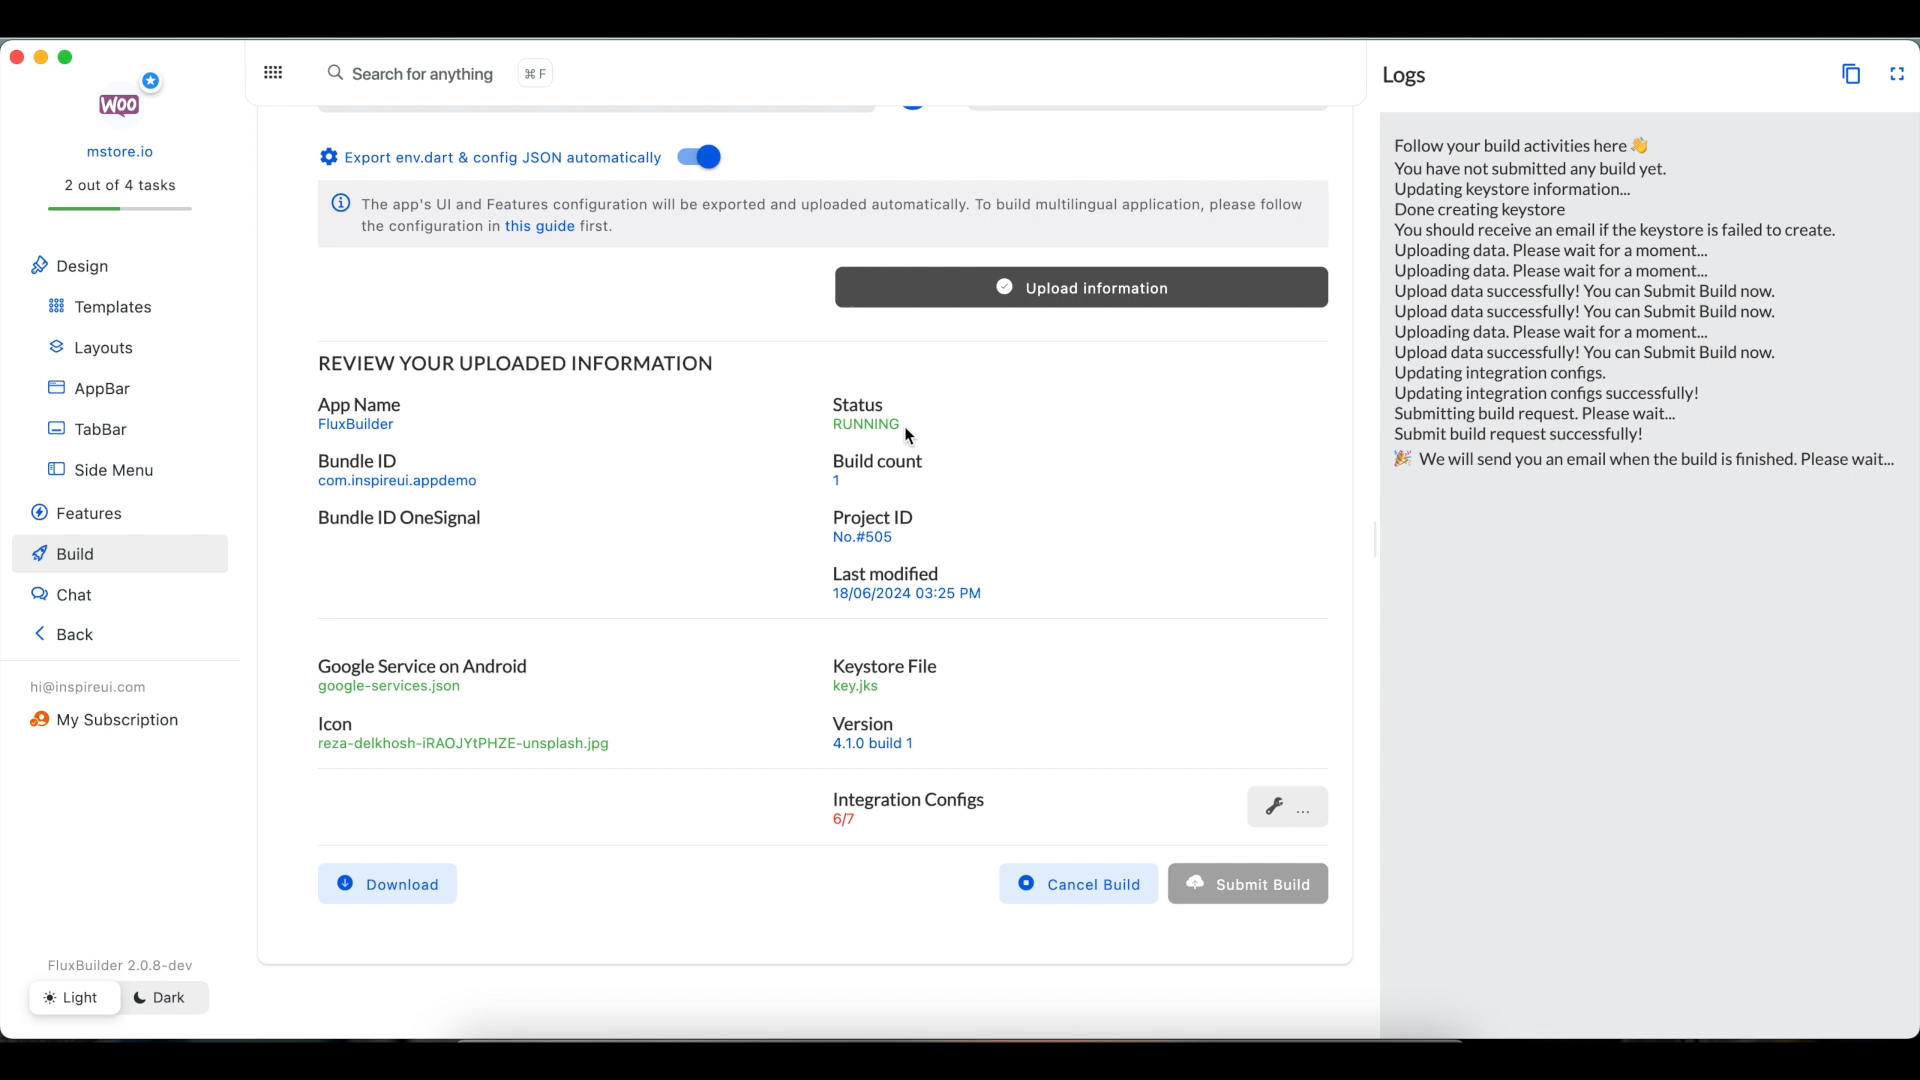 WOO
mstore.io
2 out of 4 tasks
Design
Templates
Layouts
AppBar
TabBar
Side Menu
Features
Build
Chat
Back
hi@inspireui.com
My Subscription
FluxBuilder 2.0.8-dev
Light
Dark
Search for anything
⌘ F
Export env.dart & config JSON automatically
The app's UI and Features configuration will be exported and uploaded automatically. To build multilingual application, please follow
the configuration in this guide first.
Upload information
REVIEW YOUR UPLOADED INFORMATION
App Name
FluxBuilder
Status
RUNNING
Bundle ID
com.inspireui.appdemo
Build count
1
Bundle ID OneSignal
Project ID
No.#505
Last modified
18/06/2024 03:25 PM
Google Service on Android
google-services.json
Keystore File
key.jks
Icon
reza-delkhosh-iRAOJYtPHZE-unsplash.jpg
Version
4.1.0 build 1
Integration Configs
6/7
...
Download
Cancel Build
Submit Build
Logs
Follow your build activities here 👋
You have not submitted any build yet.
Updating keystore information...
Done creating keystore
You should receive an email if the keystore is failed to create.
Uploading data. Please wait for a moment...
Uploading data. Please wait for a moment...
Upload data successfully! You can Submit Build now.
Upload data successfully! You can Submit Build now.
Uploading data. Please wait for a moment...
Upload data successfully! You can Submit Build now.
Updating integration configs.
Updating integration configs successfully!
Submitting build request. Please wait...
Submit build request successfully!
🎉 We will send you an email when the build is finished. Please wait...